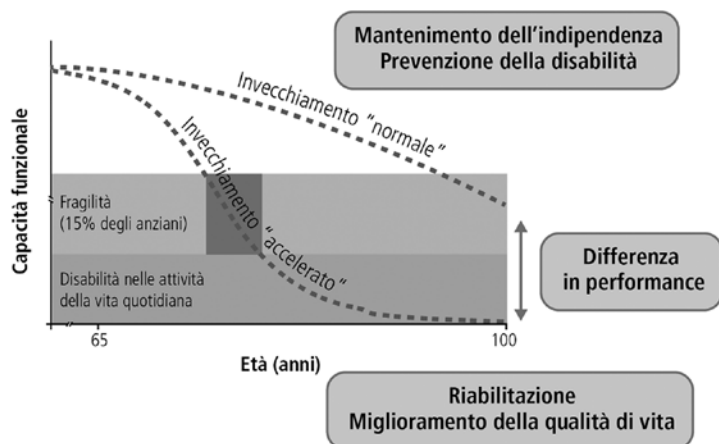 Mantenimento dell'indipendenza
Prevenzione della disabilità
Capacità funzionale
Invecchiamento "normale"
Invecchiamento "accelerato"
Fragilità
(15% degli anziani)
Disabilità nelle attività
della vita quotidiana
Differenza
in performance
65
100
Età (anni)
Riabilitazione
Miglioramento della qualità di vita